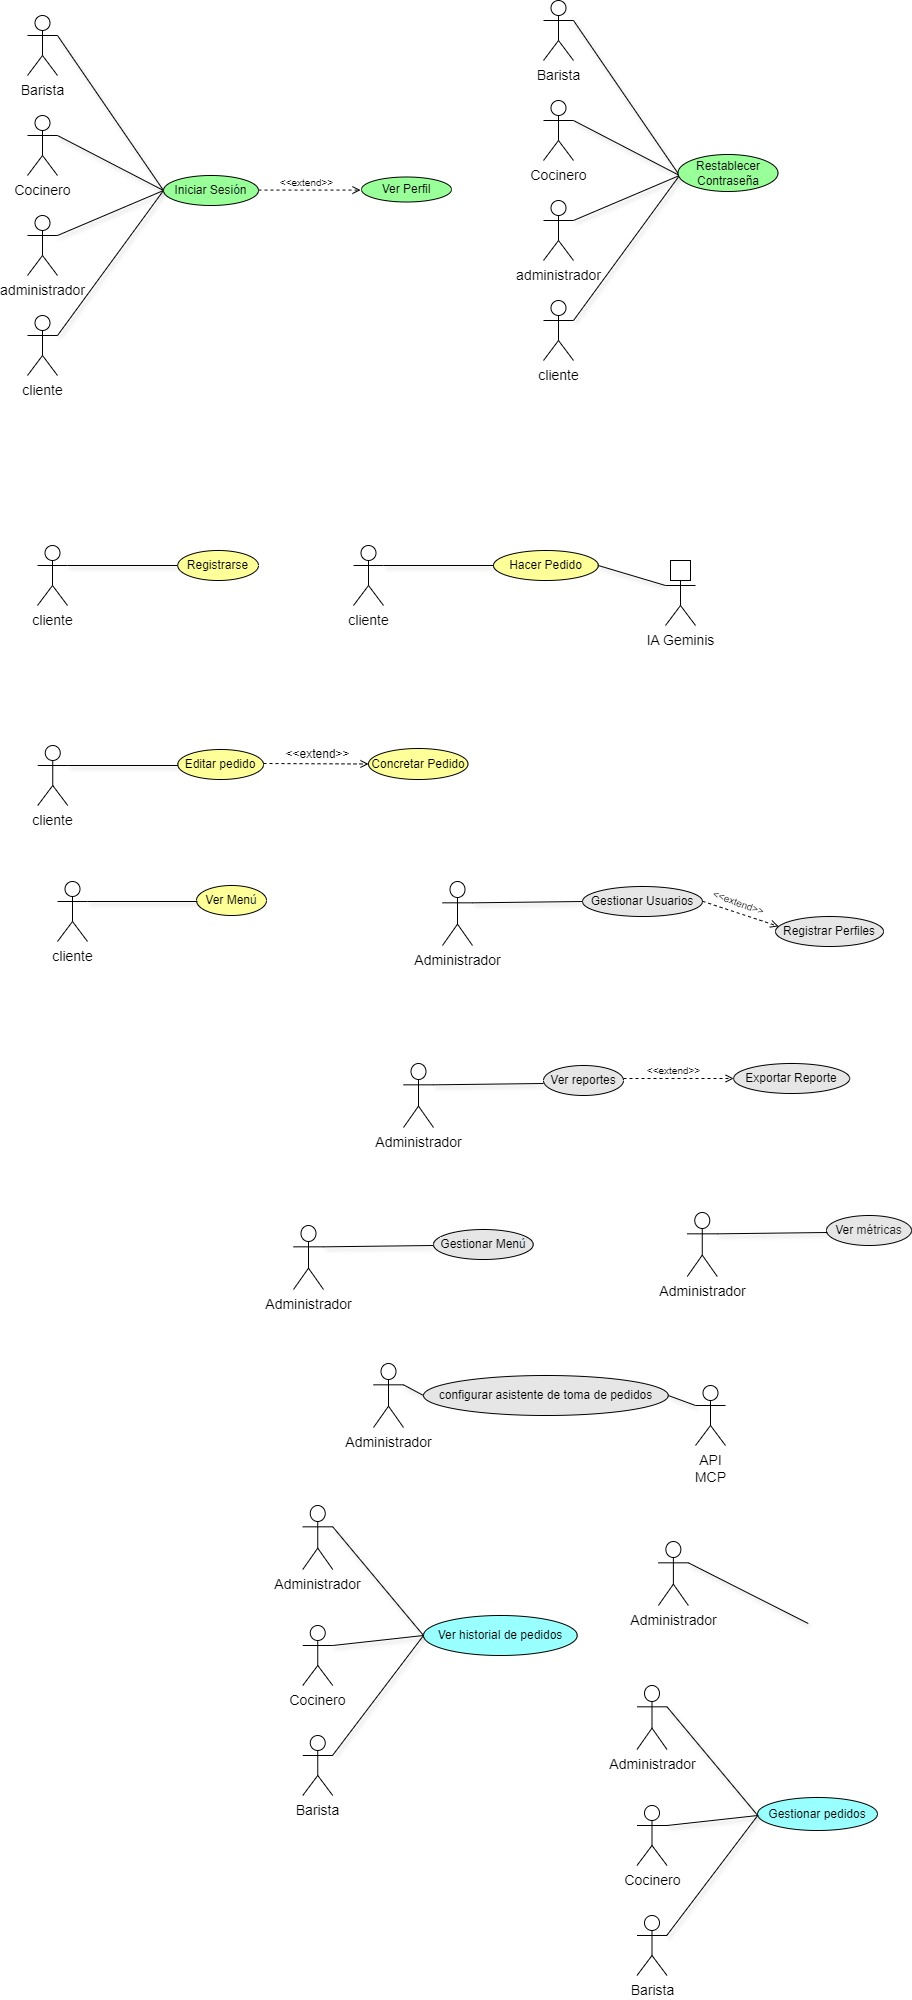 Barista
Cocinero
administrador
cliente
Iniciar Sesión
<<extend>>
Ver Perfil
Barista
Cocinero
administrador
cliente
Restablecer
Contraseña
cliente
Registrarse
cliente
Hacer Pedido
IA Geminis
cliente
Editar pedido
<<extend>>
Concretar Pedido
cliente
Ver Menú
Administrador
Gestionar Usuarios
<<extend>>
Registrar Perfiles
Administrador
Ver reportes
<<extend>>
Exportar Reporte
Administrador
Gestionar Menú
Administrador
Ver métricas
Administrador
configurar asistente de toma de pedidos
API
MCP
Administrador
Cocinero
Barista
Ver historial de pedidos
Administrador
Administrador
Cocinero
Barista
Gestionar pedidos